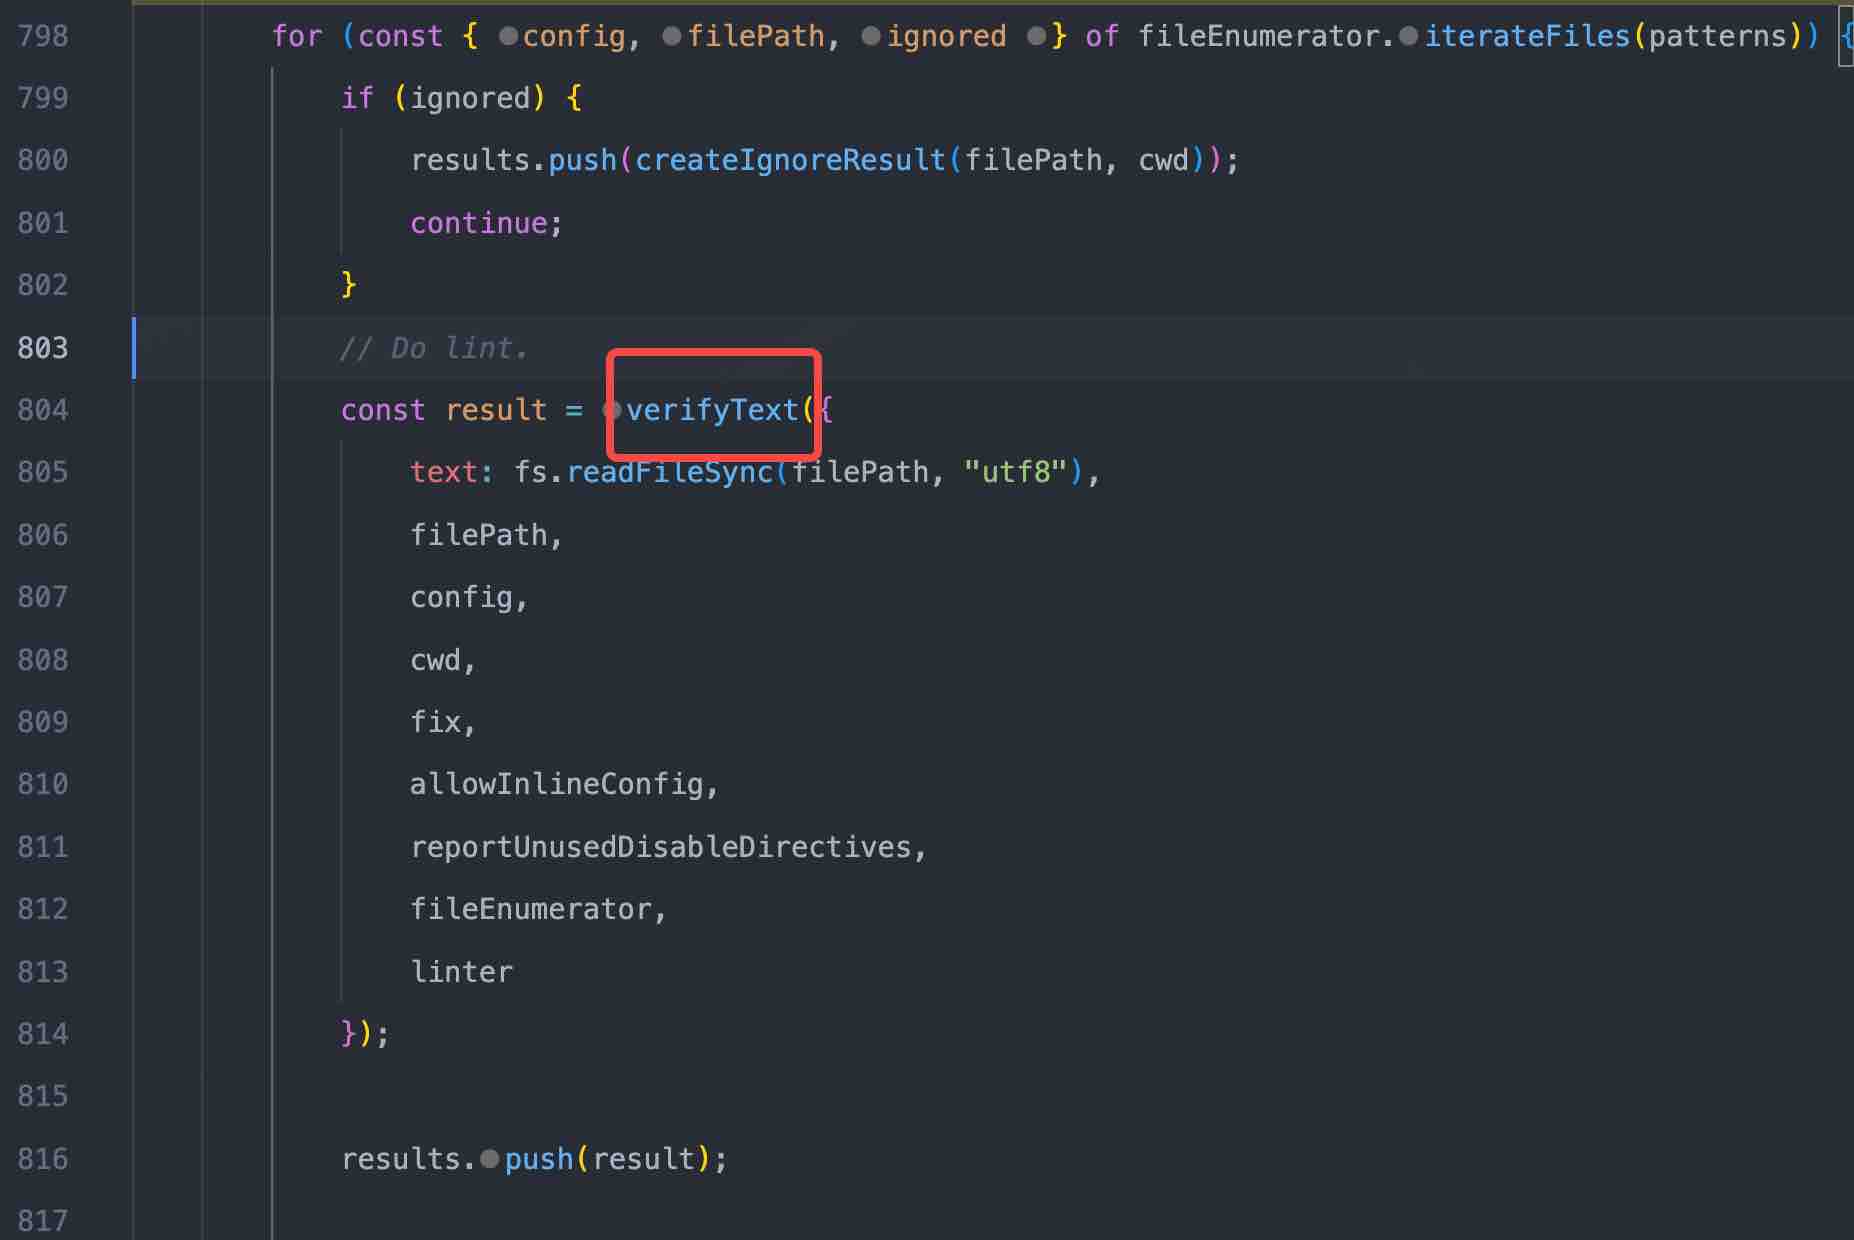 798 for (const { config, filePath, ignored } of fileEnumerator.iterateFiles(patterns)) {
799 if (ignored) {
800 results.push(createIgnoreResult(filePath, cwd));
801 continue;
802 }
803 // Do lint.
804 const result = verifyText({
805 text: fs.readFileSync(filePath, "utf8"),
806 filePath,
807 config,
808 cwd,
809 fix,
810 allowInlineConfig,
811 reportUnusedDisableDirectives,
812 fileEnumerator,
813 linter
814 });
815
816 results.push(result);
817